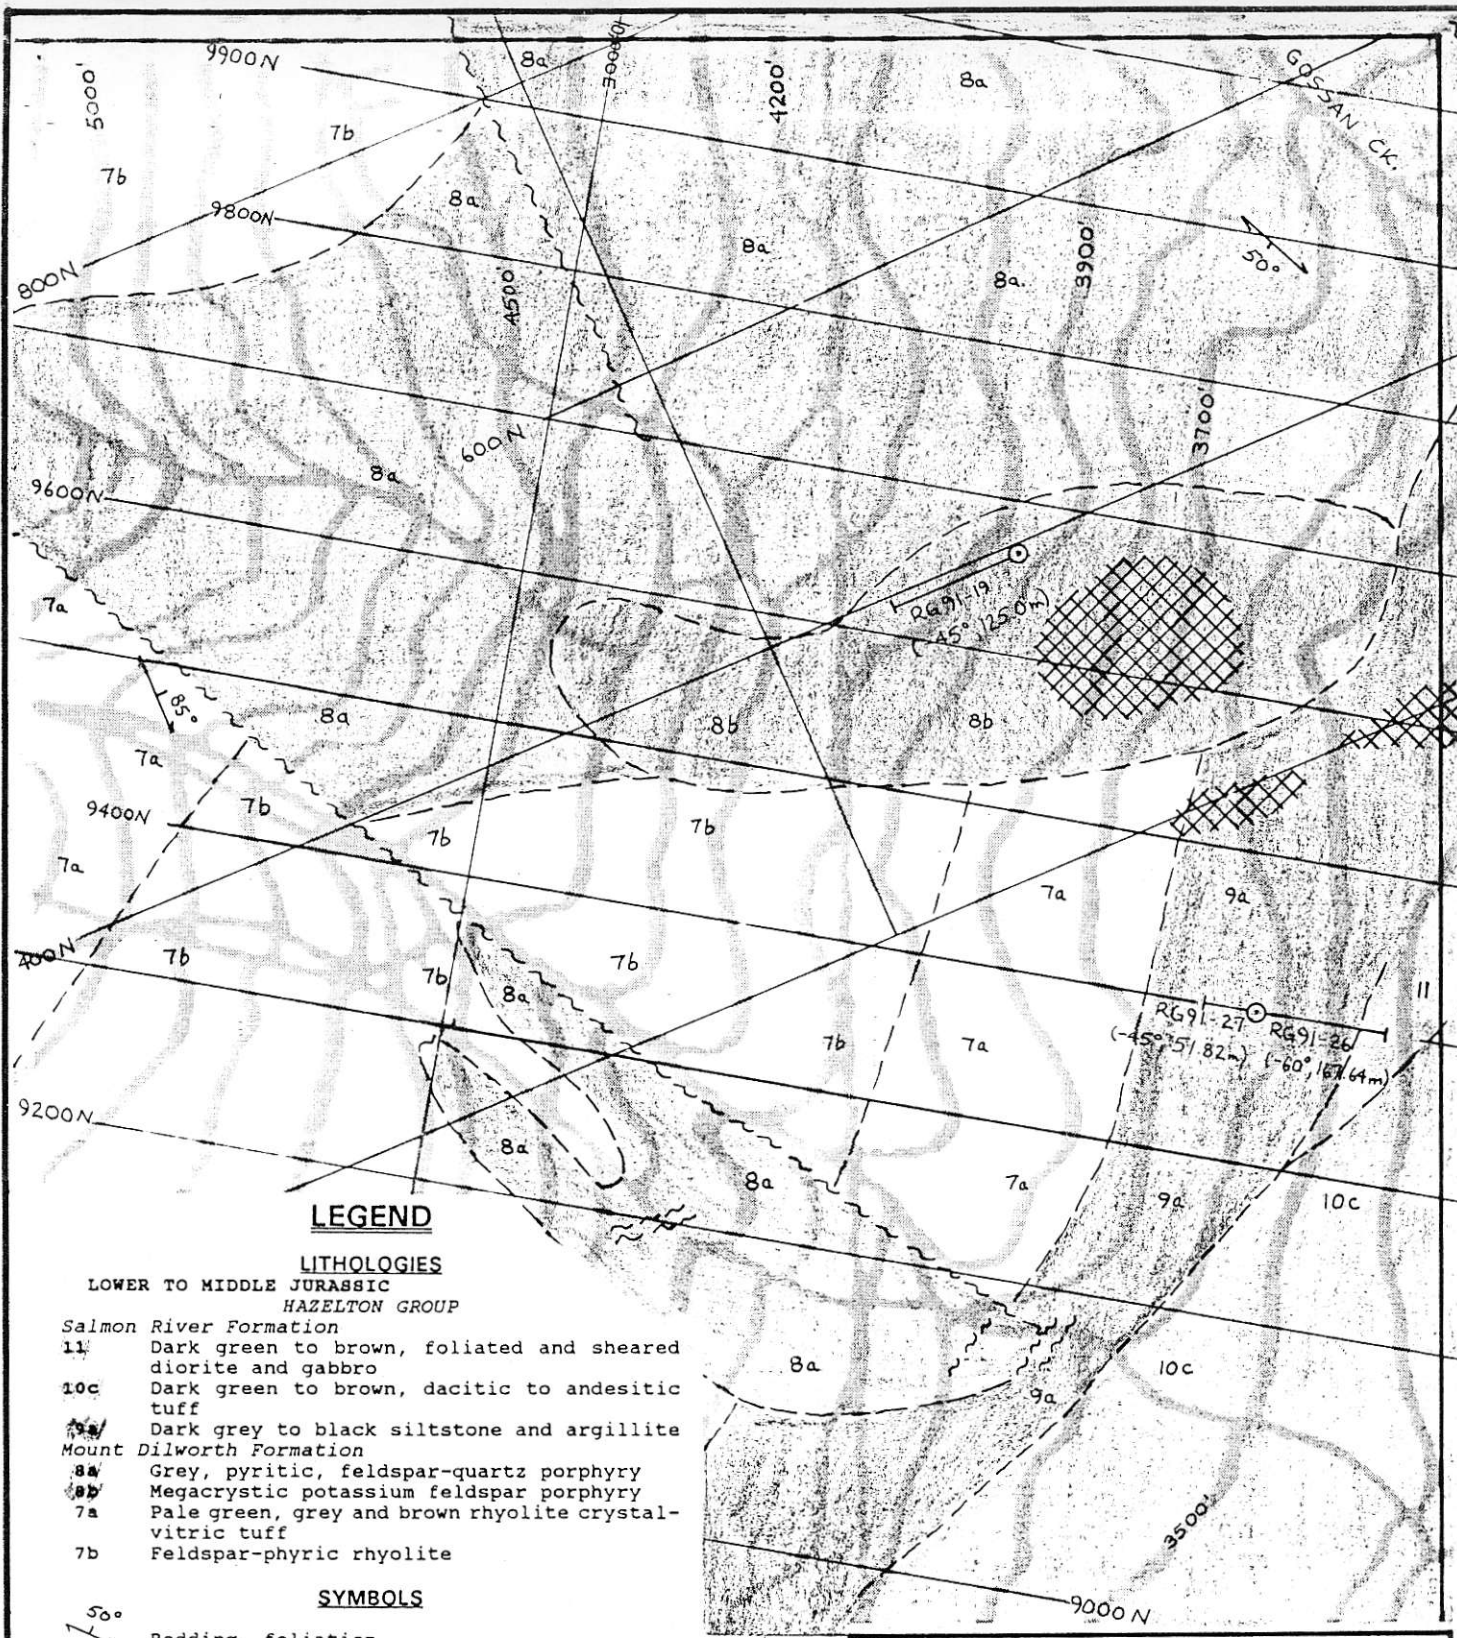 9900N
8a
10000E
5000'
4200'
8a
GOSSAN CK.
7b
7b
8a
9800N
8a
3900'
50°
800N
4500'
8a
3700'
600N
8a
9600N
7a
RG91-19
(-45°, 125.0m)
85°
8a
8b
8b
7a
9400N
7b
7b
7b
7a
7a
9a
400N
7b
7b
7b
8a
11
RG91-27
RG91-26
(-45°, 51.82m)
(-60°, 167.64m)
7b
7a
9200N
8a
8a
7a
9a
10c
LEGEND
LITHOLOGIES
LOWER TO MIDDLE JURASSIC
HAZELTON GROUP
Salmon River Formation
11 Dark green to brown, foliated and sheared
diorite and gabbro
10c Dark green to brown, dacitic to andesitic
tuff
9a Dark grey to black siltstone and argillite
Mount Dilworth Formation
8a Grey, pyritic, feldspar-quartz porphyry
8b Megacrystic potassium feldspar porphyry
7a Pale green, grey and brown rhyolite crystal-
vitric tuff
7b Feldspar-phyric rhyolite
8a
9a
10c
3500'
9000N
SYMBOLS
50°
Bedding, foliation